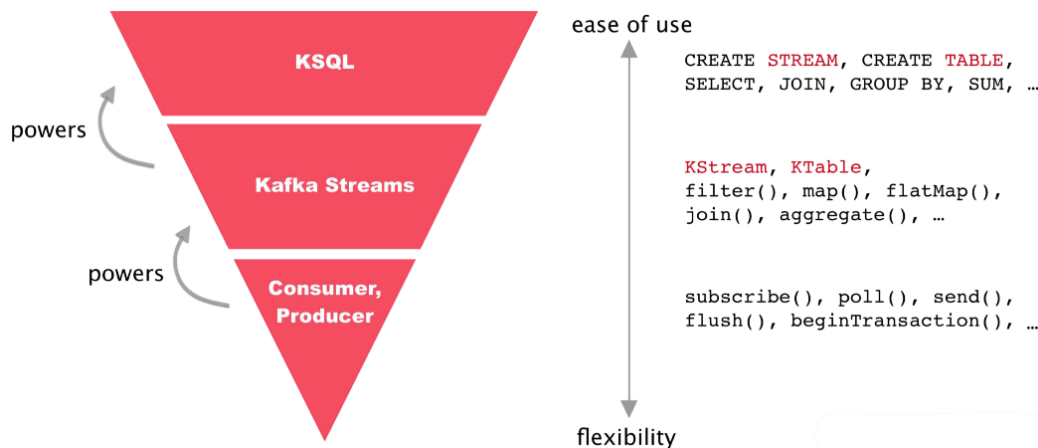 KSQL
powers
Kafka Streams
powers
Consumer,
Producer
ease of use
CREATE STREAM, CREATE TABLE,
SELECT, JOIN, GROUP BY, SUM, …
KStream, KTable,
filter(), map(), flatMap(),
join(), aggregate(), …
subscribe(), poll(), send(),
flush(), beginTransaction(), …
flexibility